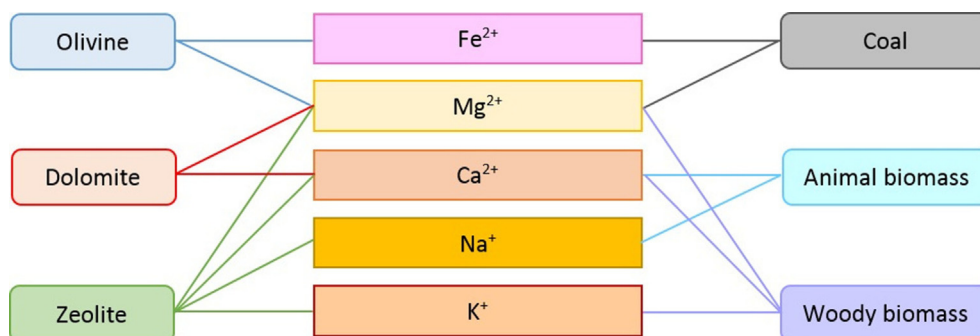 Olivine
Fe²⁺
Coal
Mg²⁺
Dolomite
Ca²⁺
Animal biomass
Na⁺
Zeolite
K⁺
Woody biomass